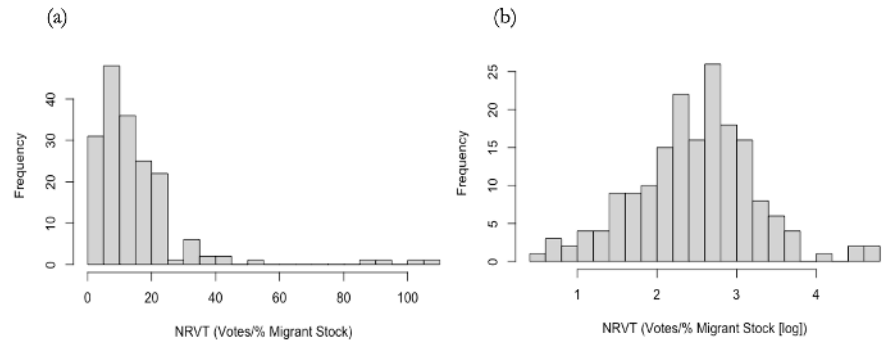 (a)
(b)
Frequency
40
30
20
10
0
0 20 40 60 80 100
NRVT (Votes/% Migrant Stock)
Frequency
25
20
15
10
5
0
1 2 3 4
NRVT (Votes/% Migrant Stock [log])